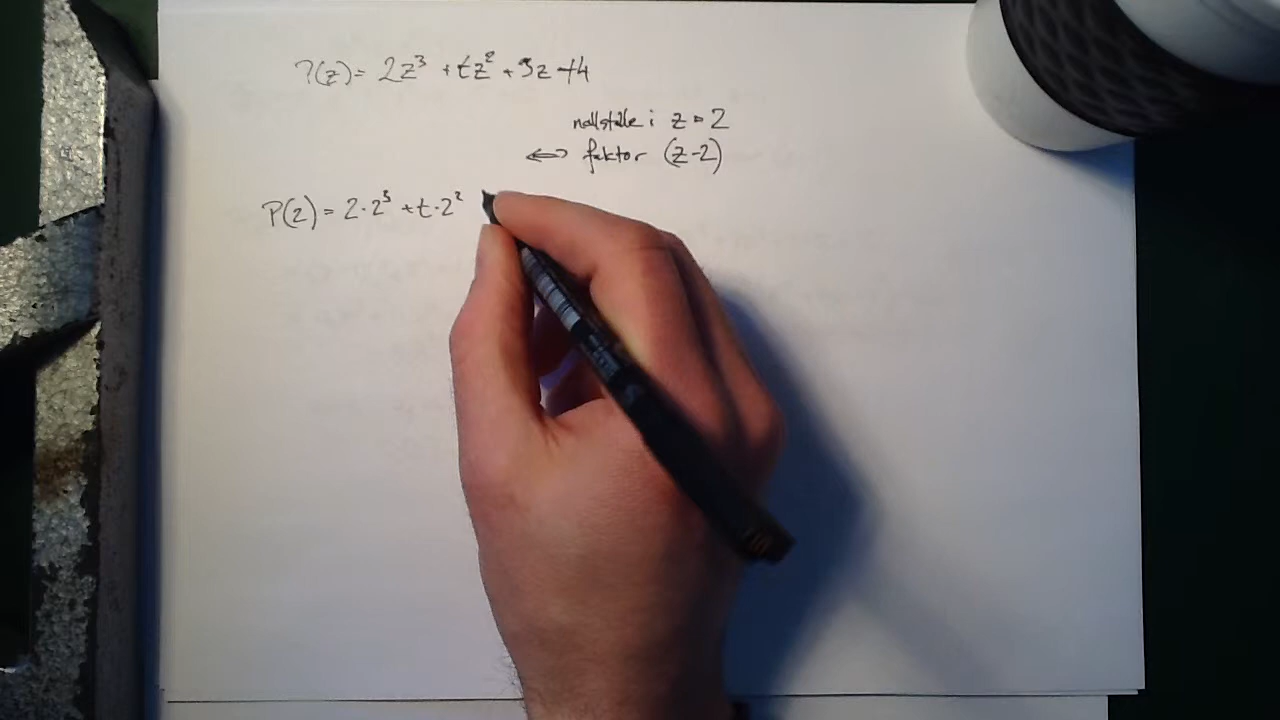 P(z) = 2z³ + tz² + 3z + 4
nollställe i z = 2
⟺ faktor (z-2)
P(2) = 2·2³ + t·2²